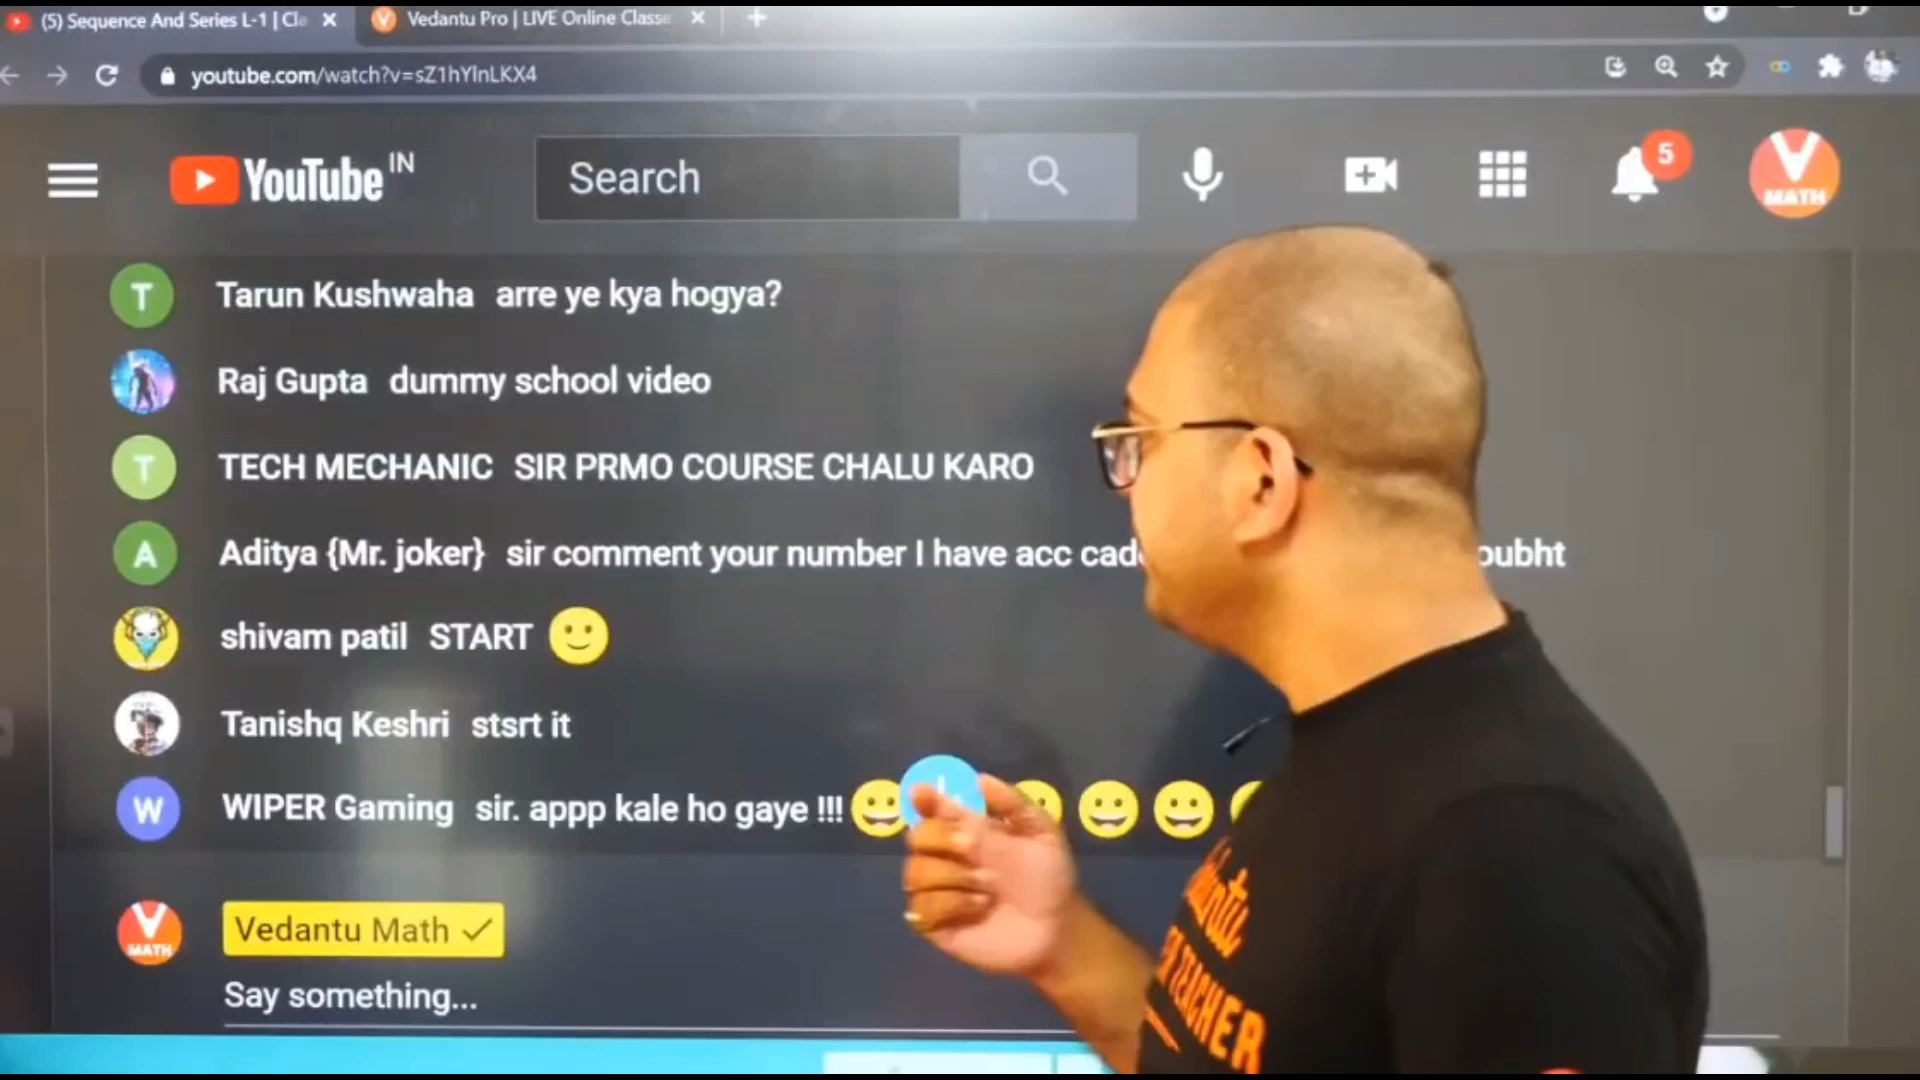 (5) Sequence And Series L-1 | Cla
Vedantu Pro | LIVE Online Classe
youtube.com/watch?v=sZ1hYlnLKX4
YouTube IN
Search
5
MATH
T
Tarun Kushwaha arre ye kya hogya?
Raj Gupta dummy school video
T
TECH MECHANIC SIR PRMO COURSE CHALU KARO
A
Aditya {Mr. joker} sir comment your number I have acc cad oubht
shivam patil START
Tanishq Keshri stsrt it
W
WIPER Gaming sir. appp kale ho gaye !!!
MATH
Vedantu Math
Say something...
TEACHER